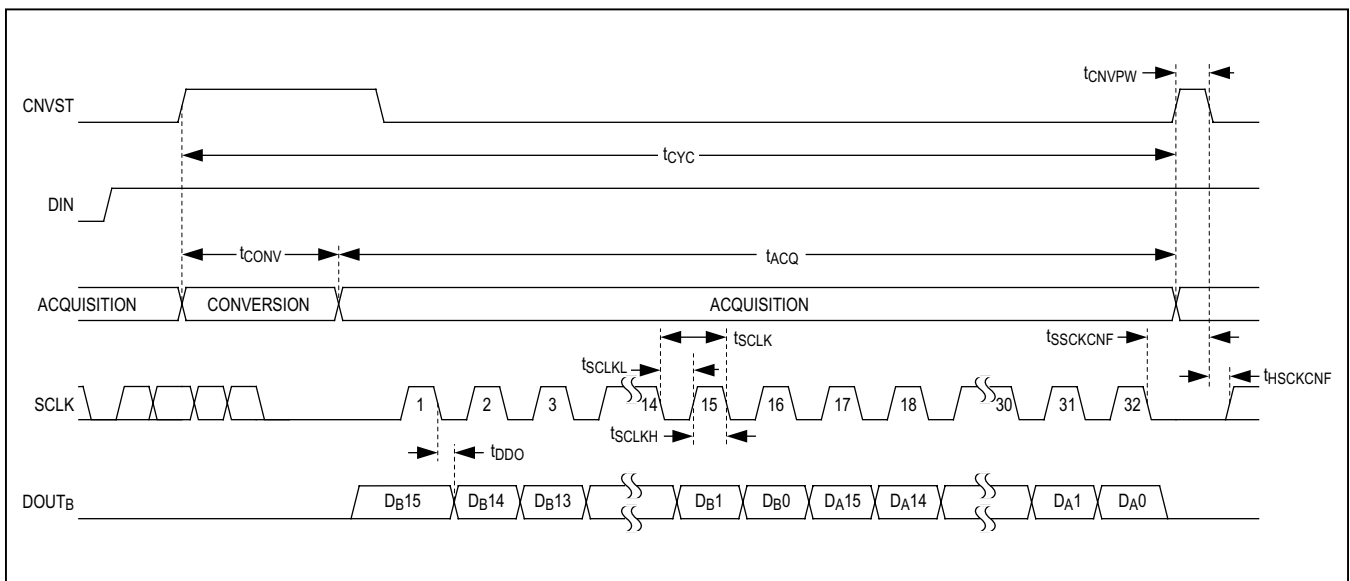 tCNVPW
CNVST
tCYC
DIN
tCONV
tACQ
ACQUISITION CONVERSION ACQUISITION
tSCLK
tSSCKCNF
tSCLKL
tHSCKCNF
SCLK 1 2 3 14 15 16 17 18 30 31 32
tSCLKH
tDDO
DOUTB DB15 DB14 DB13 DB1 DB0 DA15 DA14 DA1 DA0